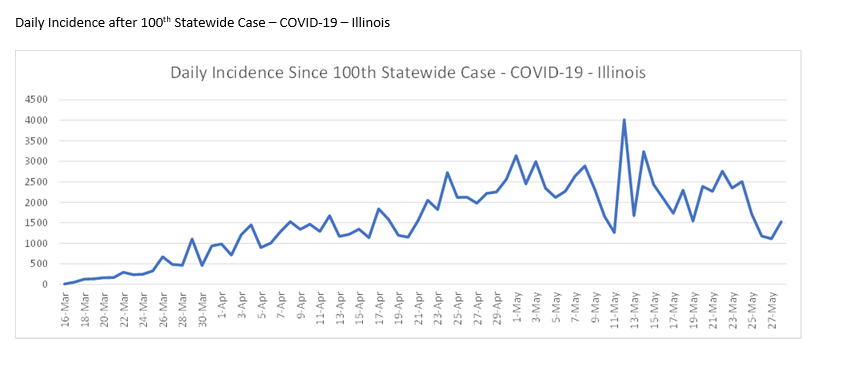 Daily Incidence after 100th Statewide Case – COVID-19 – Illinois
Daily Incidence Since 100th Statewide Case - COVID-19 - Illinois
4500
4000
3500
3000
2500
2000
1500
1000
500
0
16-Mar
18-Mar
20-Mar
22-Mar
24-Mar
26-Mar
28-Mar
30-Mar
1-Apr
3-Apr
5-Apr
7-Apr
9-Apr
11-Apr
13-Apr
15-Apr
17-Apr
19-Apr
21-Apr
23-Apr
25-Apr
27-Apr
29-Apr
1-May
3-May
5-May
7-May
9-May
11-May
13-May
15-May
17-May
19-May
21-May
23-May
25-May
27-May